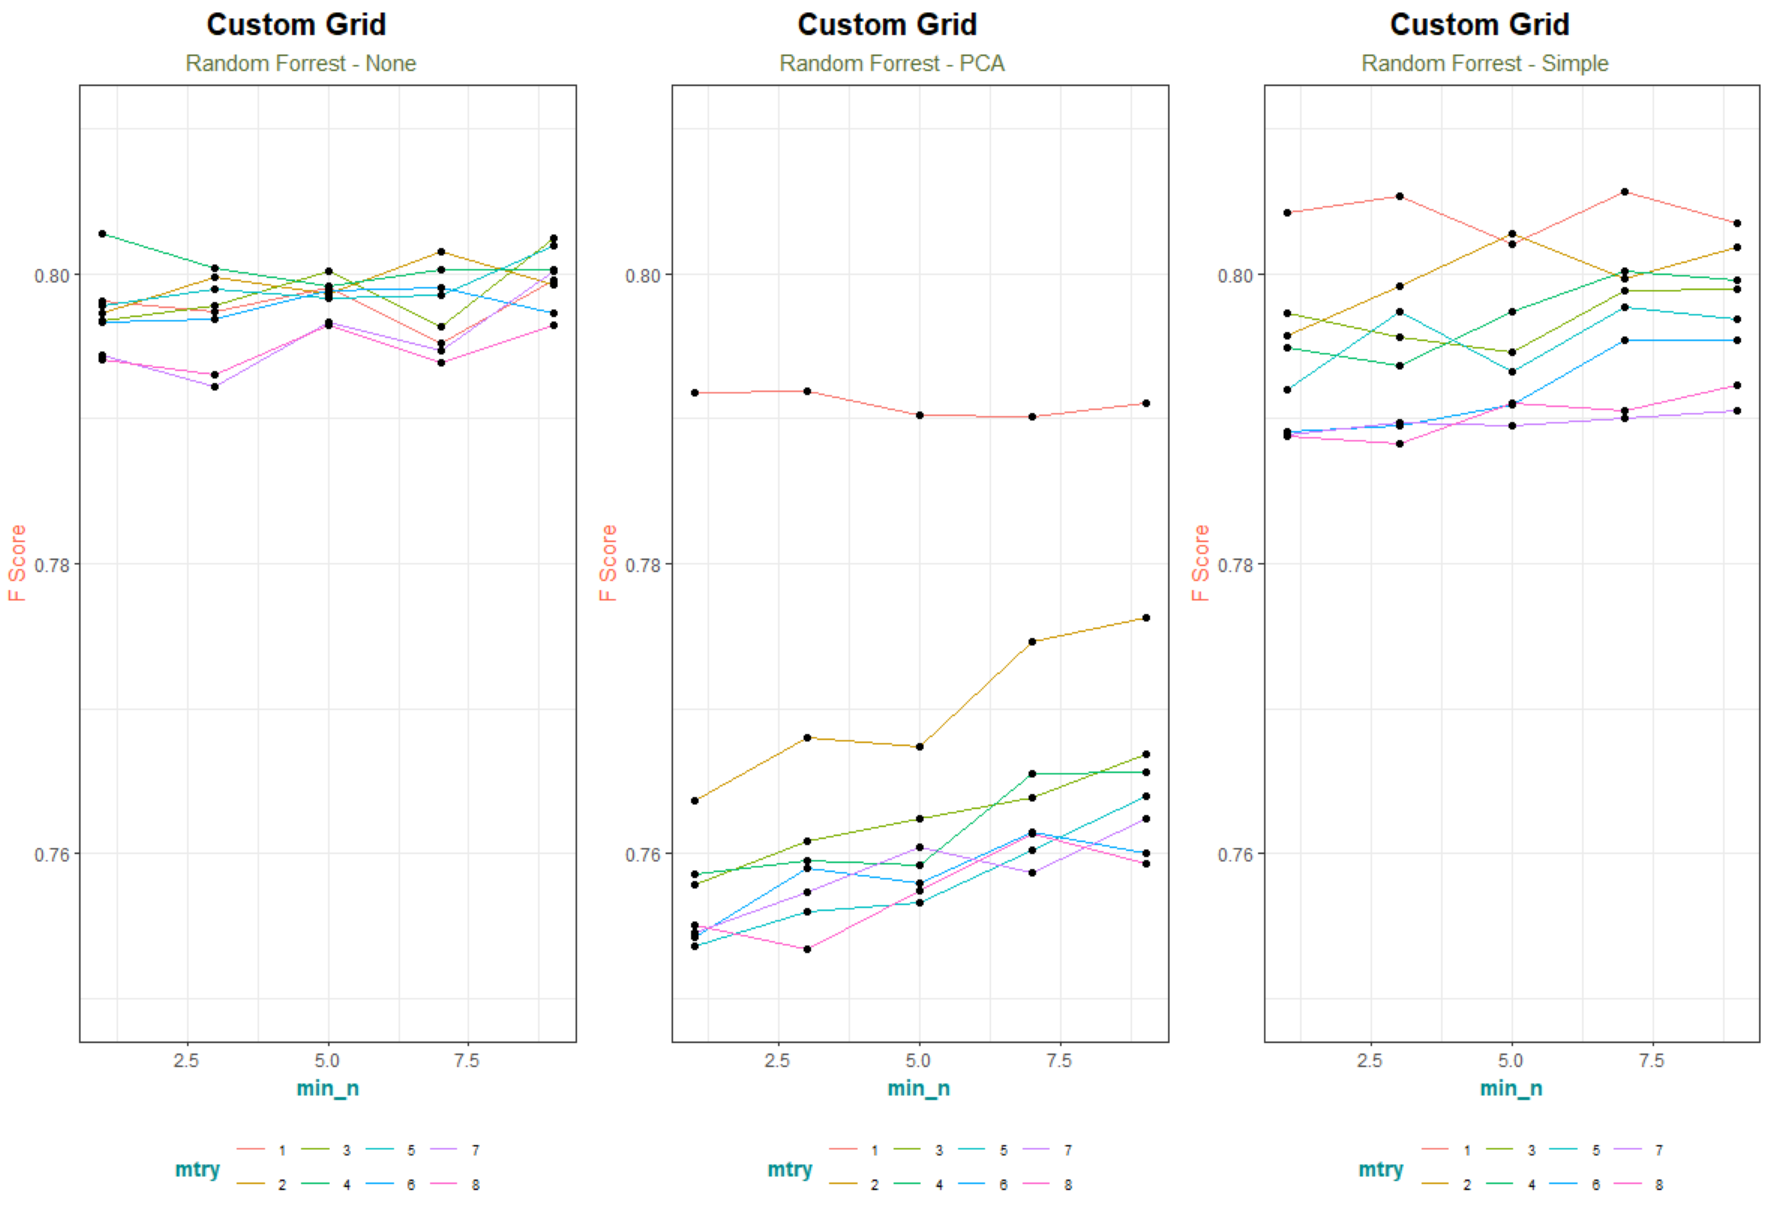 Custom Grid
Random Forrest - None
0.80
0.78
0.76
F Score
2.5 5.0 7.5
min_n
mtry
1 3 5 7
2 4 6 8
Custom Grid
Random Forrest - PCA
0.80
0.78
0.76
F Score
2.5 5.0 7.5
min_n
mtry
1 3 5 7
2 4 6 8
Custom Grid
Random Forrest - Simple
0.80
0.78
0.76
F Score
2.5 5.0 7.5
min_n
mtry
1 3 5 7
2 4 6 8